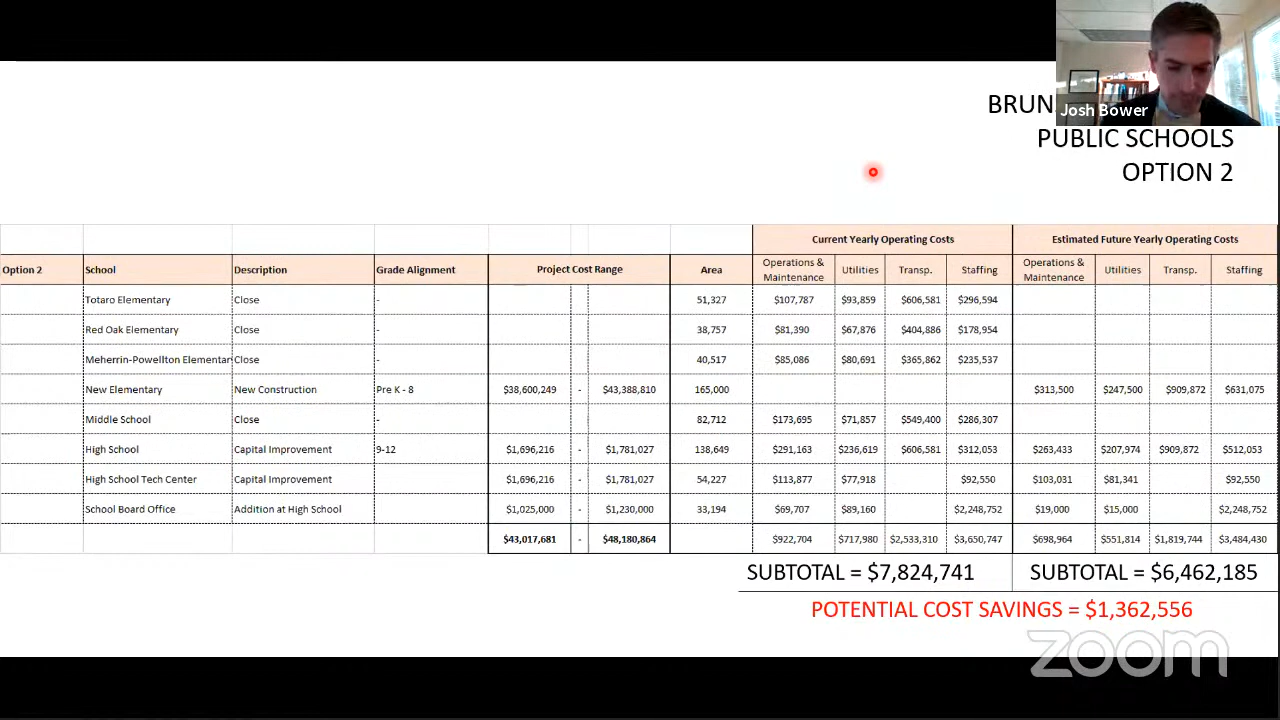 Josh Bower
BRUN
PUBLIC SCHOOLS
OPTION 2
Current Yearly Operating Costs Estimated Future Yearly Operating Costs
Option 2 School Description Grade Alignment Project Cost Range Area Operations & Maintenance Utilities Transp. Staffing Operations & Maintenance Utilities Transp. Staffing
Totaro Elementary Close - 51,327 $107,787 $93,859 $606,581 $296,594
Red Oak Elementary Close - 38,757 $81,390 $67,876 $404,886 $178,954
Meherrin-Powellton Elementar Close - 40,517 $85,086 $80,691 $365,862 $235,537
New Elementary New Construction Pre K - 8 $38,600,249 - $43,388,810 165,000 $313,500 $247,500 $909,872 $631,075
Middle School Close - 82,712 $173,695 $71,857 $549,400 $286,307
High School Capital Improvement 9-12 $1,696,216 - $1,781,027 138,649 $291,163 $236,619 $606,581 $312,053 $263,433 $207,974 $909,872 $512,053
High School Tech Center Capital Improvement $1,696,216 - $1,781,027 54,227 $113,877 $77,918 $92,550 $103,031 $81,341 $92,550
School Board Office Addition at High School $1,025,000 - $1,230,000 33,194 $69,707 $89,160 $2,248,752 $19,000 $15,000 $2,248,752
$43,017,681 - $48,180,864 $922,704 $717,980 $2,533,310 $3,650,747 $698,964 $551,814 $1,819,744 $3,484,430
SUBTOTAL = $7,824,741 SUBTOTAL = $6,462,185
POTENTIAL COST SAVINGS = $1,362,556
zoom